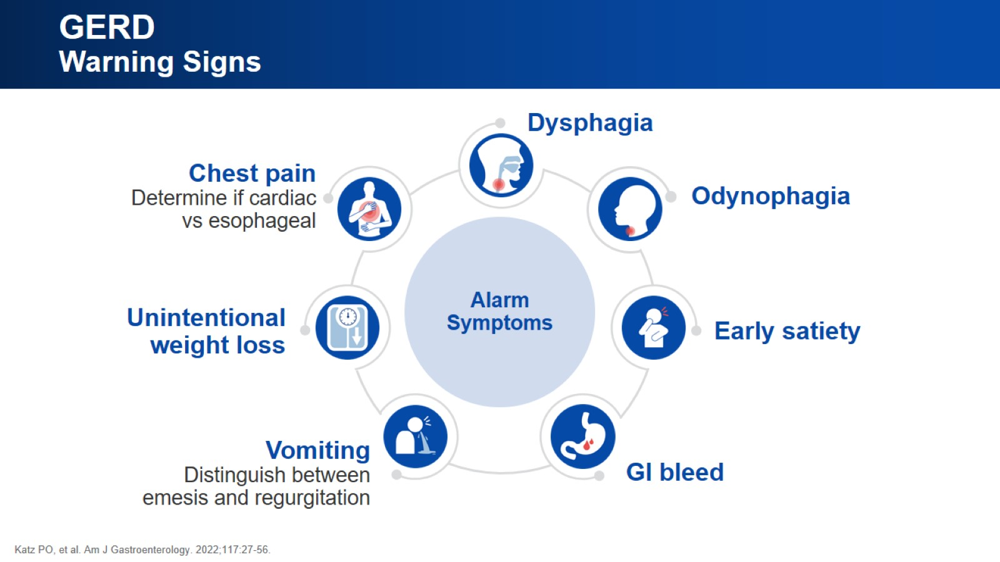 GERD
Warning Signs
Dysphagia
Odynophagia
Early satiety
GI bleed
Vomiting
Distinguish between
emesis and regurgitation
Unintentional
weight loss
Chest pain
Determine if cardiac
vs esophageal
Alarm
Symptoms
Katz PO, et al. Am J Gastroenterology. 2022;117:27-56.